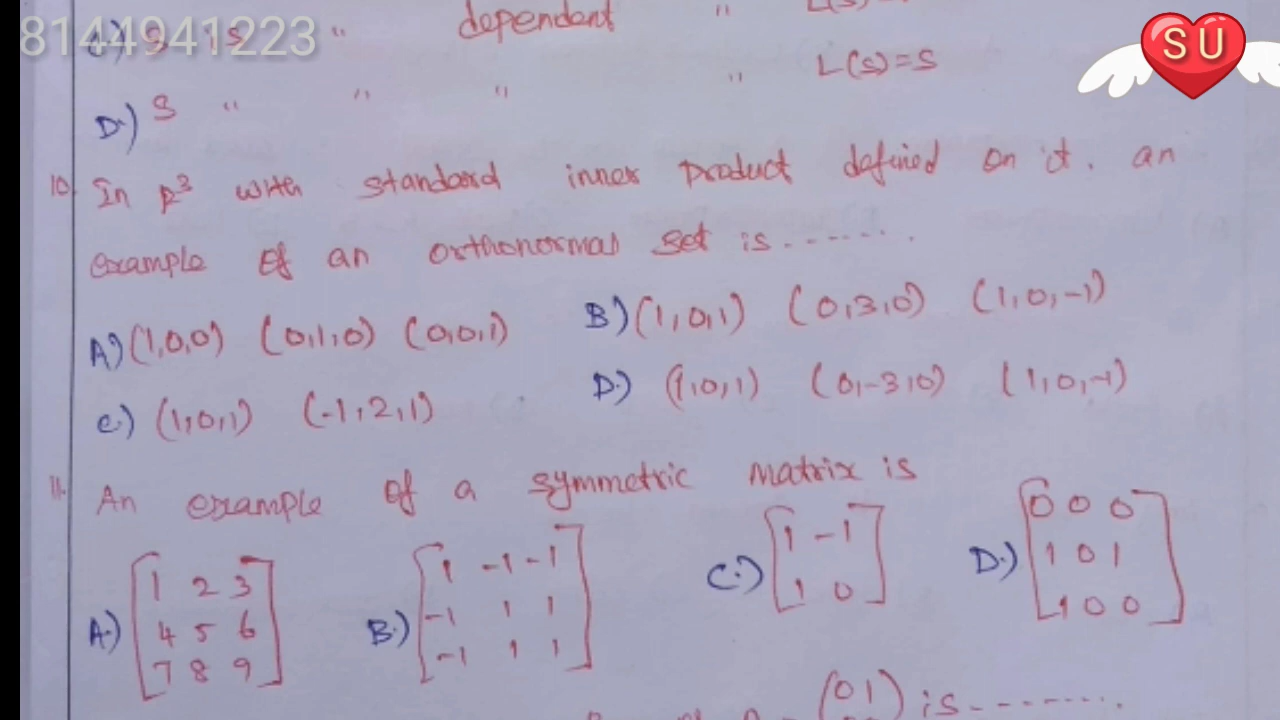 8144941223
S U
C.) S is " dependent " L(S)=
D.) S " " " " L(S)=S
10. In R³ with standard inner product defined on it. an
example of an orthonormal set is.......
A.) (1,0,0) (0,1,0) (0,0,1) B.) (1,0,1) (0,3,0) (1,0,-1)
C.) (1,0,1) (-1,2,1) D.) (1,0,1) (0,-3,0) (1,0,-1)
11. An example of a symmetric matrix is
A.) [1 2 3 B.) [1 -1 -1 C.) [1 -1 D.) [0 0 0
4 5 6 -1 1 1 1 0] 1 0 1
7 8 9] -1 1 1] 1 0 0]
(0 1) is........